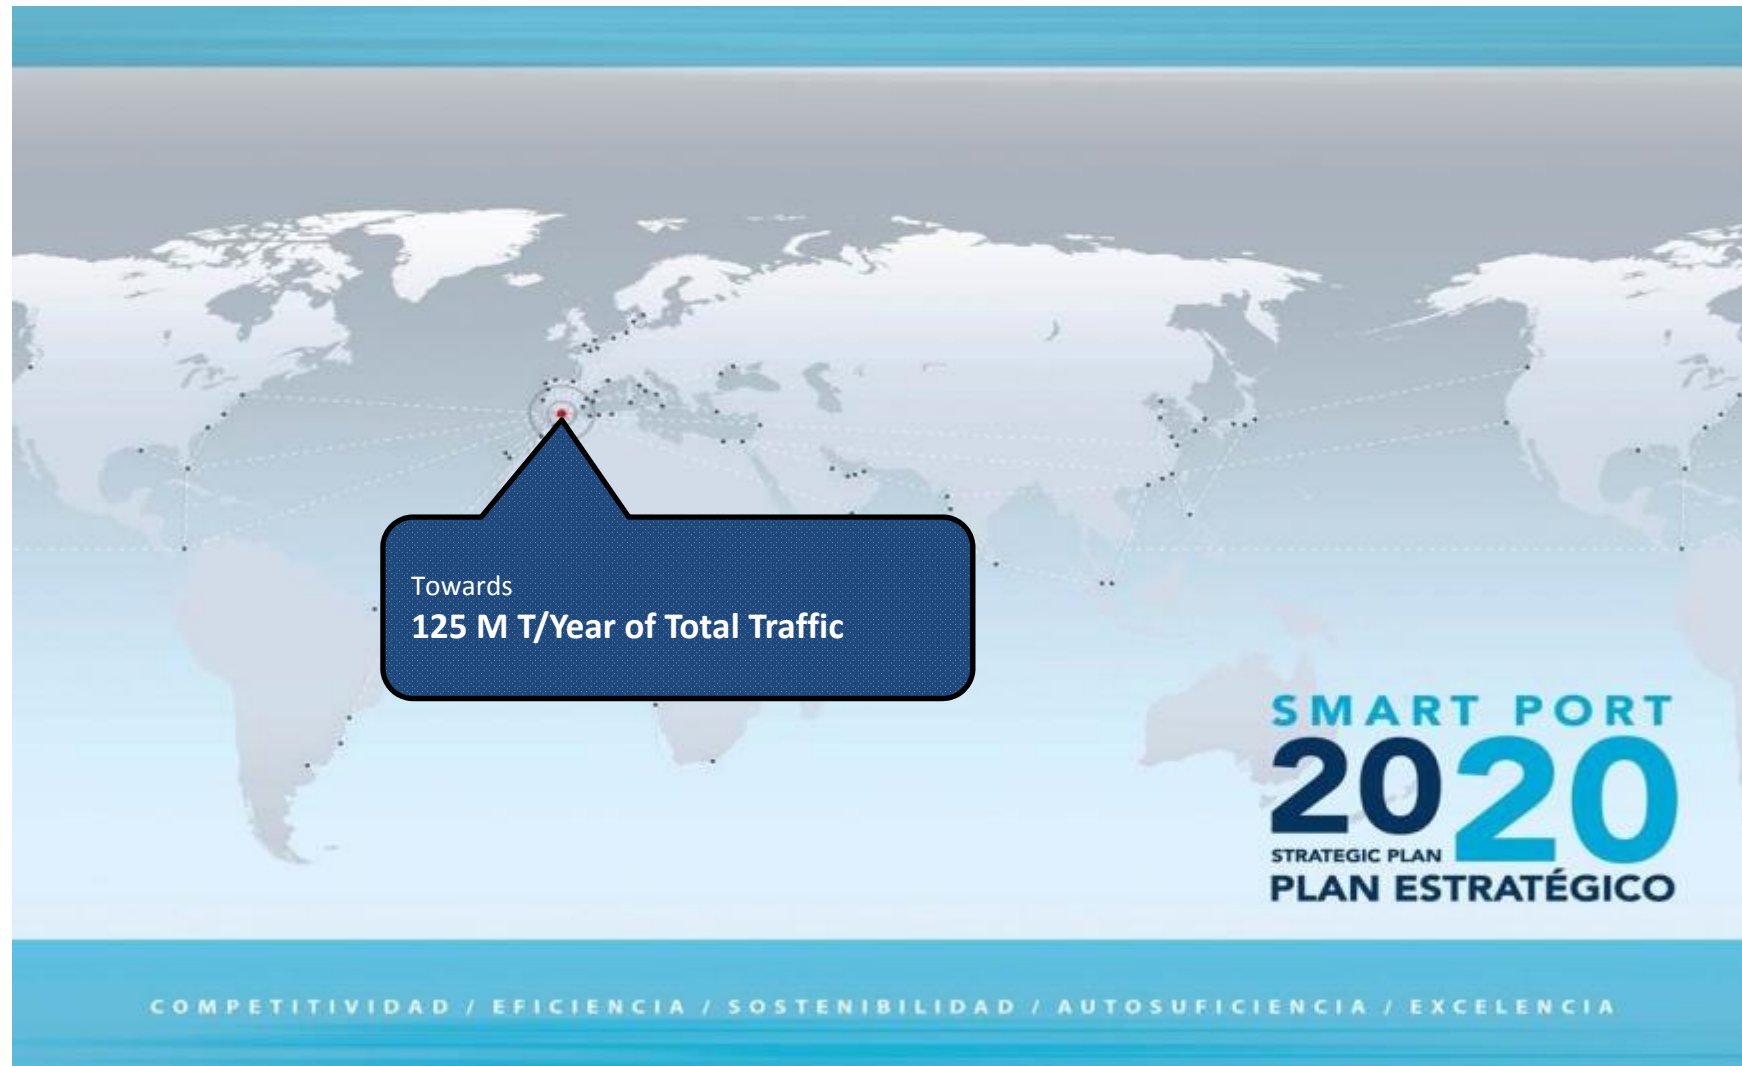 Towards
125 M T/Year of Total Traffic
SMART PORT
2020
STRATEGIC PLAN
PLAN ESTRATÉGICO
COMPETITIVIDAD / EFICIENCIA / SOSTENIBILIDAD / AUTOSUFICIENCIA / EXCELENCIA